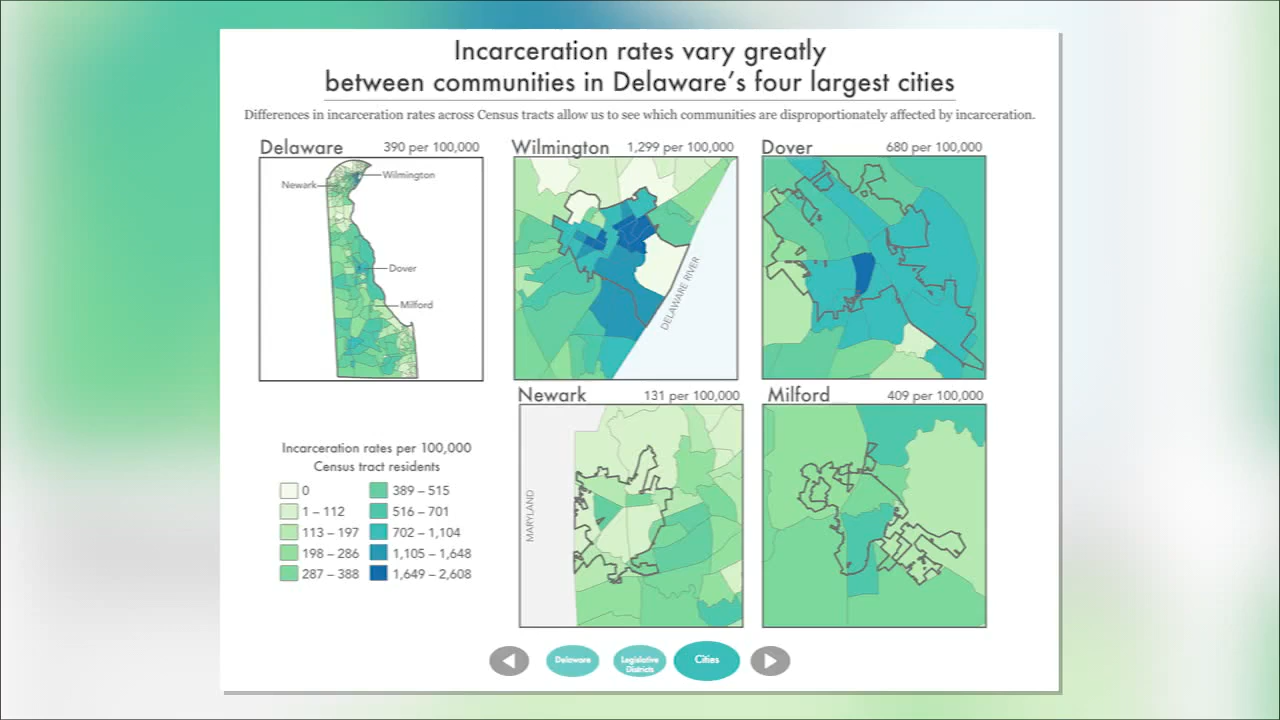 Incarceration rates vary greatly
between communities in Delaware's four largest cities
Differences in incarceration rates across Census tracts allow us to see which communities are disproportionately affected by incarceration.
Delaware 390 per 100,000
Newark
Wilmington
Dover
Milford
Wilmington 1,299 per 100,000
DELAWARE RIVER
Dover 680 per 100,000
Newark 131 per 100,000
MARYLAND
Milford 409 per 100,000
Incarceration rates per 100,000
Census tract residents
0
1 – 112
113 – 197
198 – 286
287 – 388
389 – 515
516 – 701
702 – 1,104
1,105 – 1,648
1,649 – 2,608
Delaware
Legislative
Districts
Cities